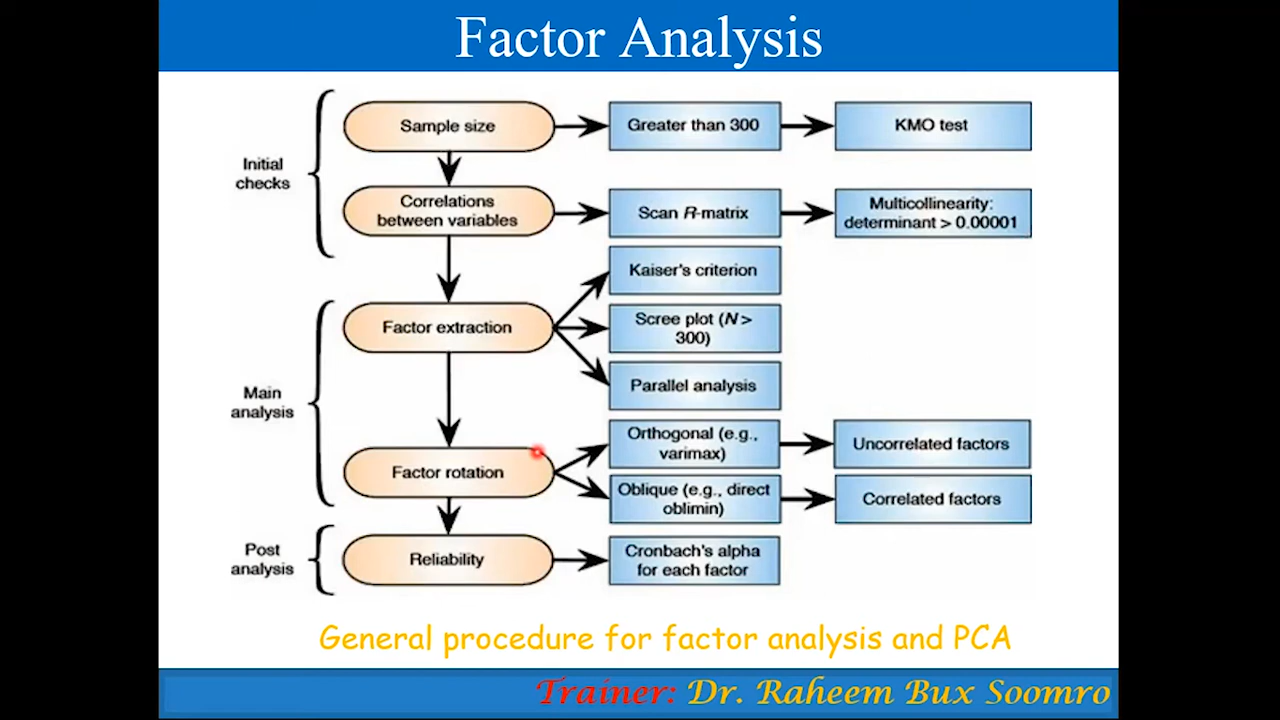 Factor Analysis
Initial
checks
Sample size
Greater than 300
KMO test
Correlations
between variables
Scan R-matrix
Multicollinearity:
determinant > 0.00001
Main
analysis
Factor extraction
Kaiser's criterion
Scree plot (N >
300)
Parallel analysis
Factor rotation
Orthogonal (e.g.,
varimax)
Uncorrelated factors
Oblique (e.g., direct
oblimin)
Correlated factors
Post
analysis
Reliability
Cronbach's alpha
for each factor
General procedure for factor analysis and PCA
Trainer: Dr. Raheem Bux Soomro